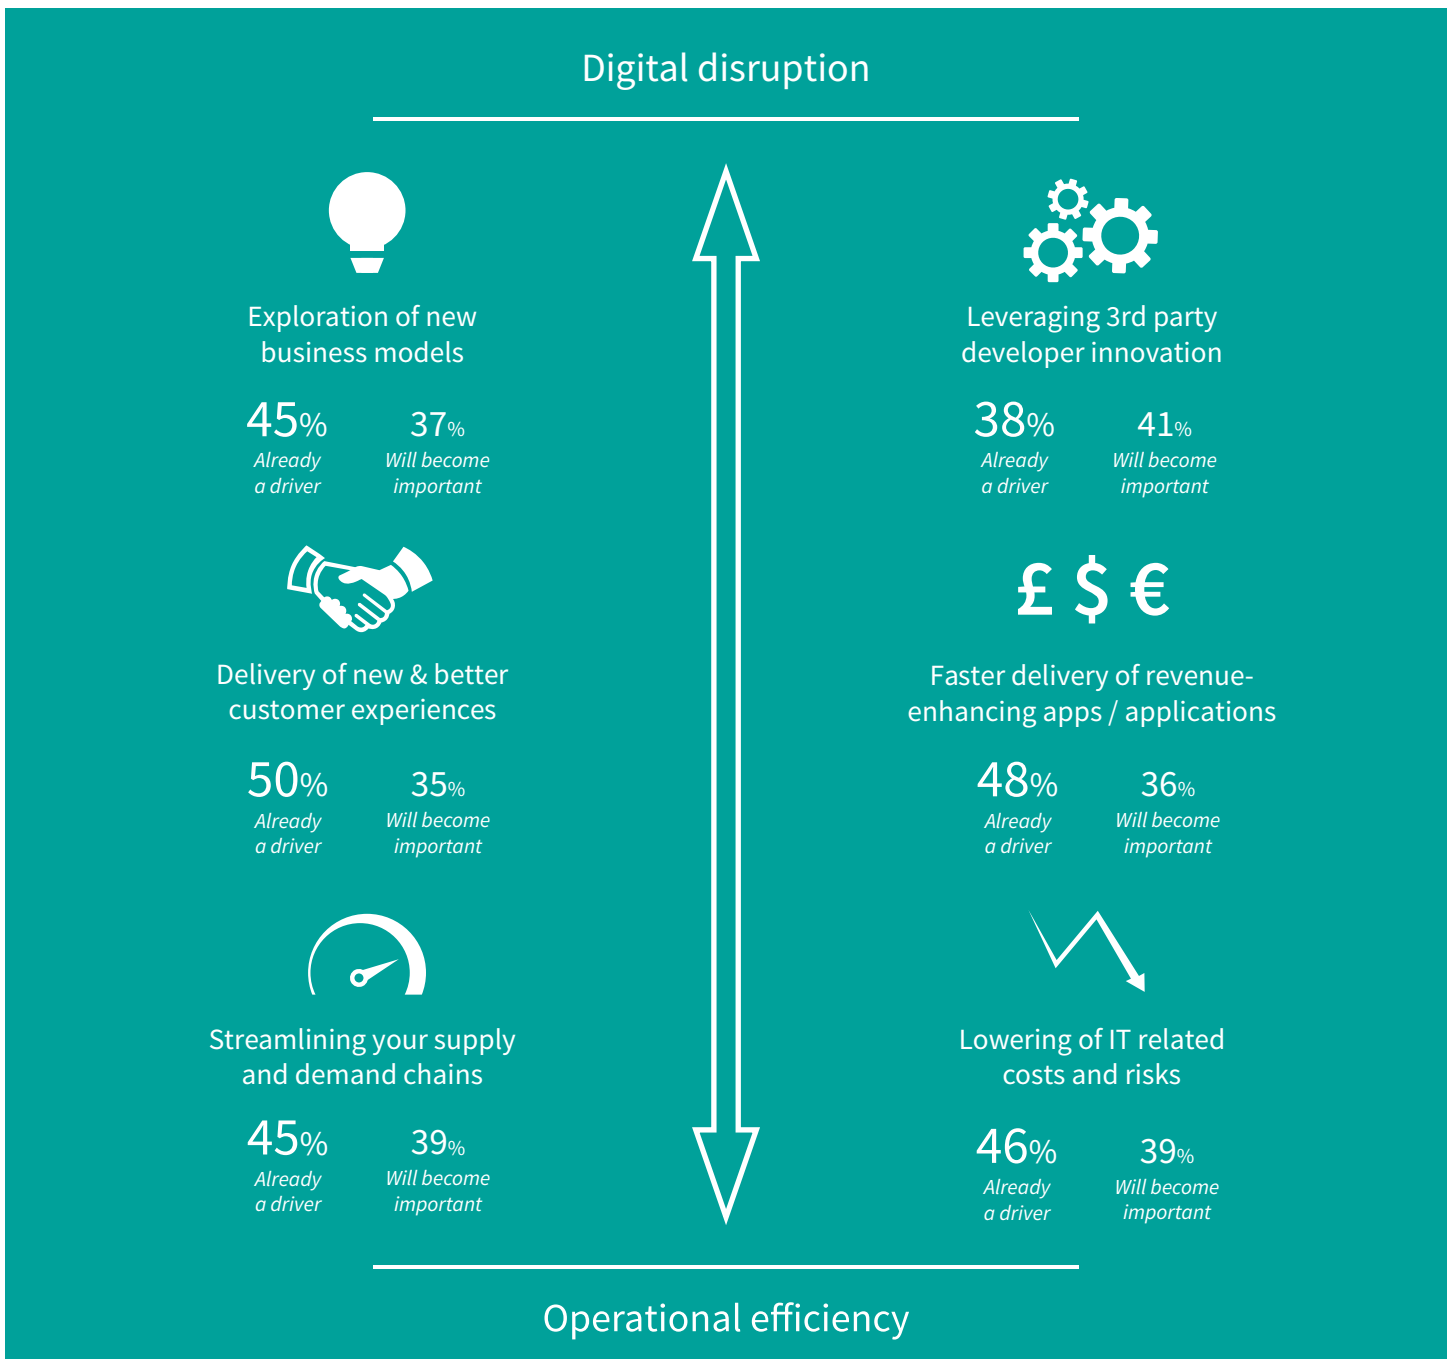 Digital disruption
Exploration of new
business models
45%
Already
a driver
37%
Will become
important
Leveraging 3rd party
developer innovation
38%
Already
a driver
41%
Will become
important
Delivery of new & better
customer experiences
50%
Already
a driver
35%
Will become
important
£ $ €
Faster delivery of revenue-
enhancing apps / applications
48%
Already
a driver
36%
Will become
important
Streamlining your supply
and demand chains
45%
Already
a driver
39%
Will become
important
Lowering of IT related
costs and risks
46%
Already
a driver
39%
Will become
important
Operational efficiency